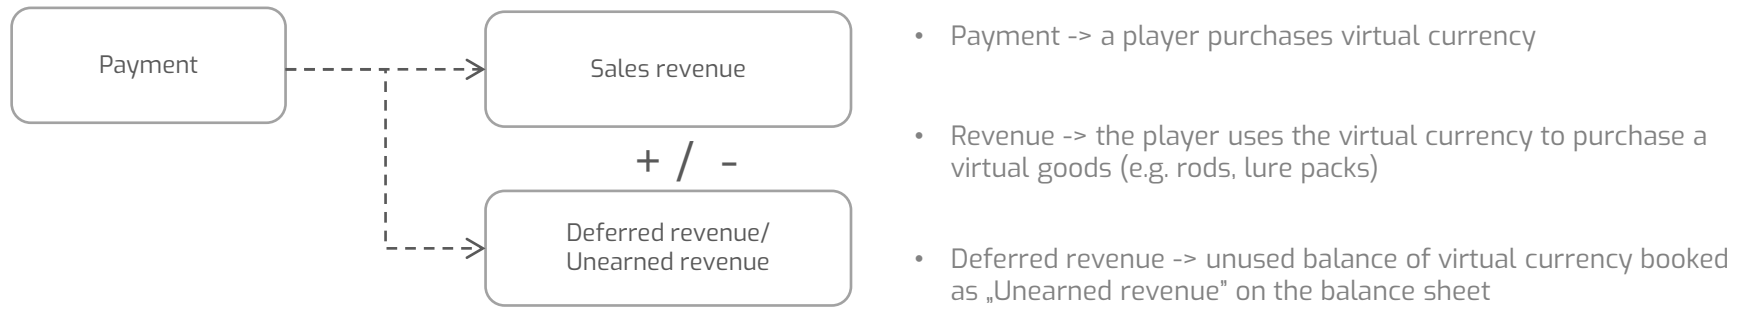 Payment
Sales revenue
+ / -
Deferred revenue/
Unearned revenue
• Payment -> a player purchases virtual currency
• Revenue -> the player uses the virtual currency to purchase a
virtual goods (e.g. rods, lure packs)
• Deferred revenue -> unused balance of virtual currency booked
as „Unearned revenue” on the balance sheet